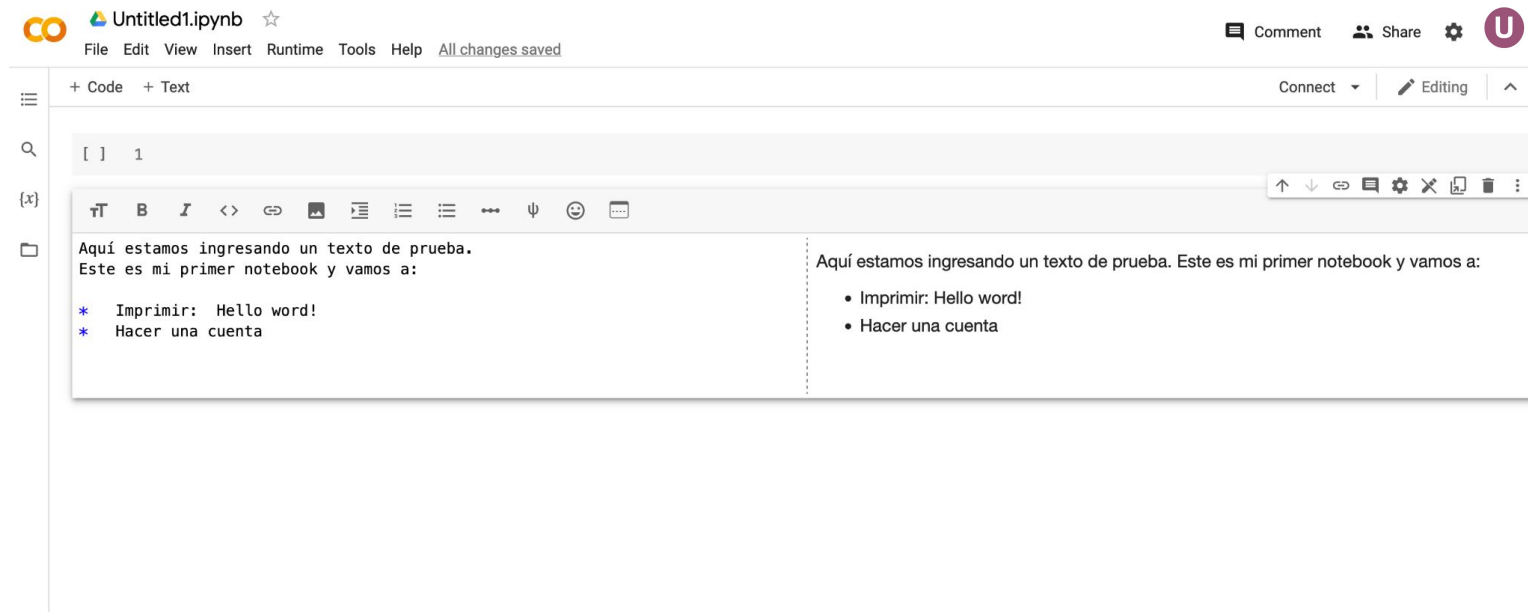 Untitled1.ipynb
File Edit View Insert Runtime Tools Help All changes saved
Comment Share U
+ Code + Text
Connect Editing
{x}
[ ] 1
Aquí estamos ingresando un texto de prueba.
Este es mi primer notebook y vamos a:
* Imprimir:  Hello word!
* Hacer una cuenta
Aquí estamos ingresando un texto de prueba. Este es mi primer notebook y vamos a:
• Imprimir: Hello word!
• Hacer una cuenta